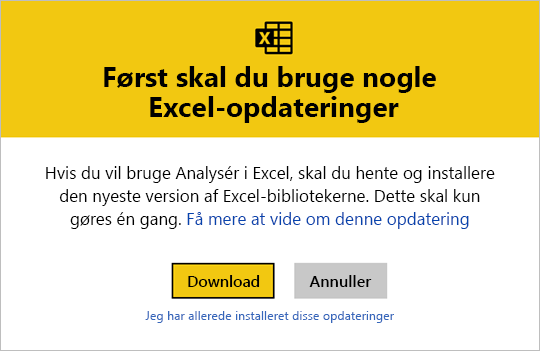 Først skal du bruge nogle
Excel-opdateringer
Hvis du vil bruge Analysér i Excel, skal du hente og installere
den nyeste version af Excel-bibliotekerne. Dette skal kun
gøres én gang. Få mere at vide om denne opdatering
Download
Annuller
Jeg har allerede installeret disse opdateringer